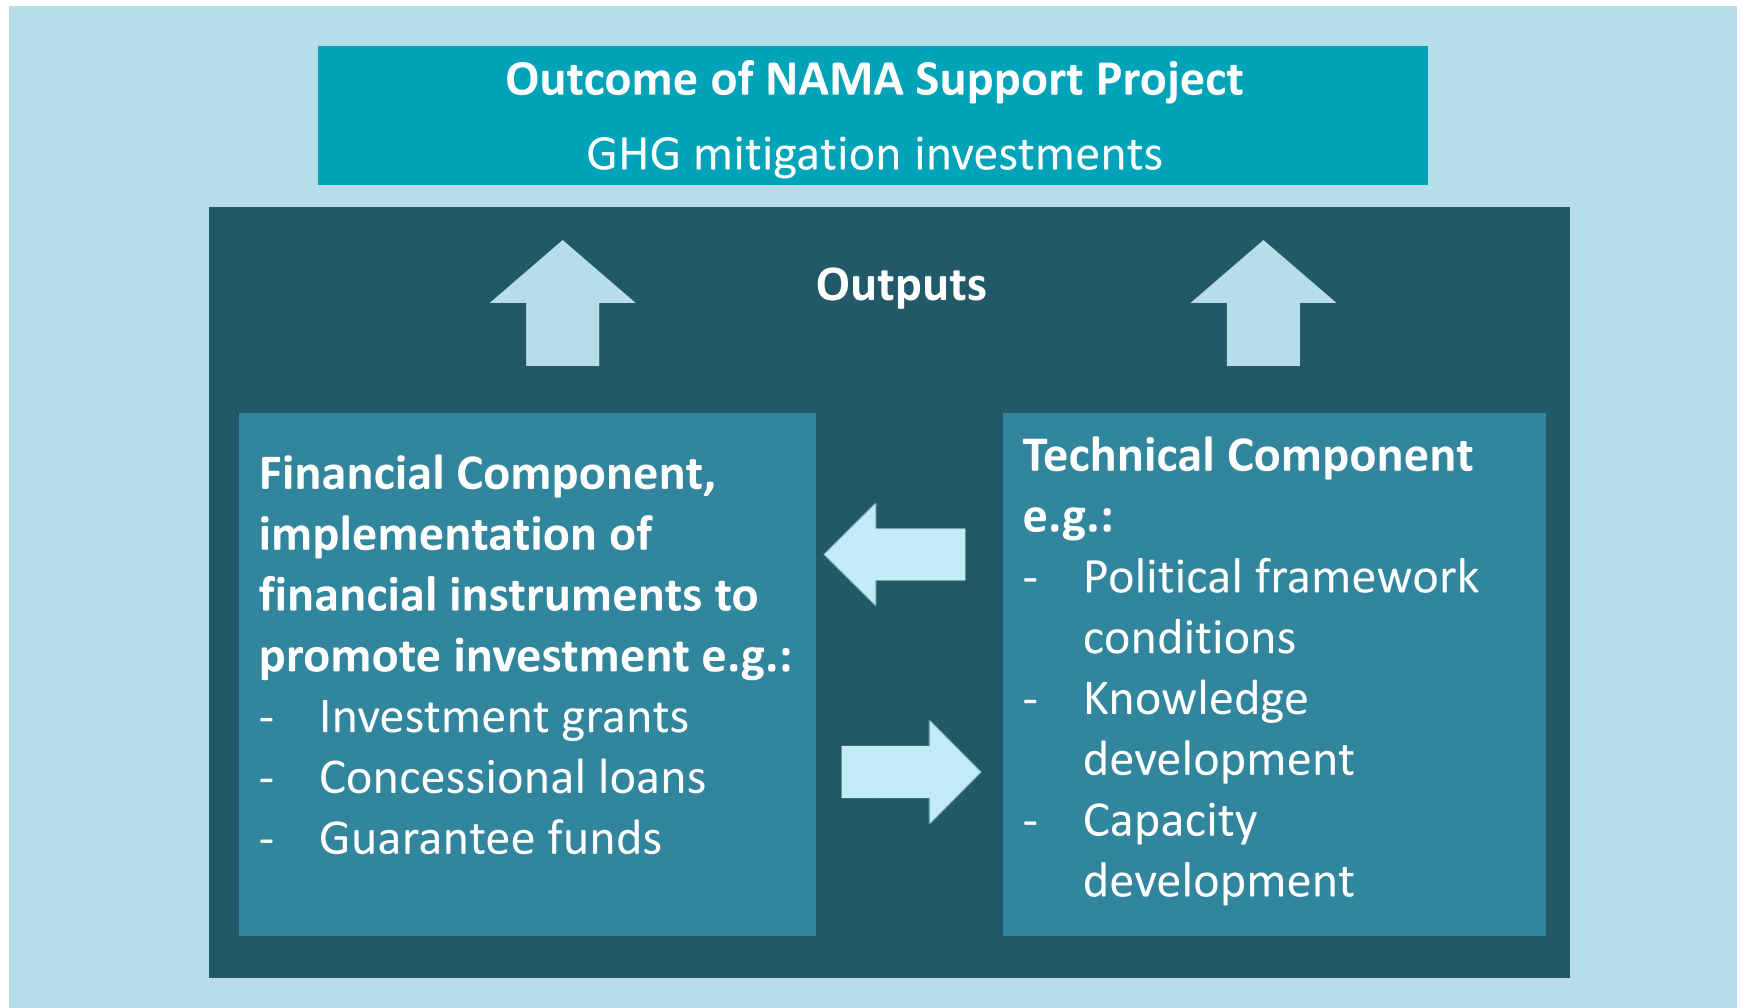 Outcome of NAMA Support Project
GHG mitigation investments
Outputs
Financial Component,
implementation of
financial instruments to
promote investment e.g.:
- Investment grants
- Concessional loans
- Guarantee funds
Technical Component
e.g.:
- Political framework
conditions
- Knowledge
development
- Capacity
development